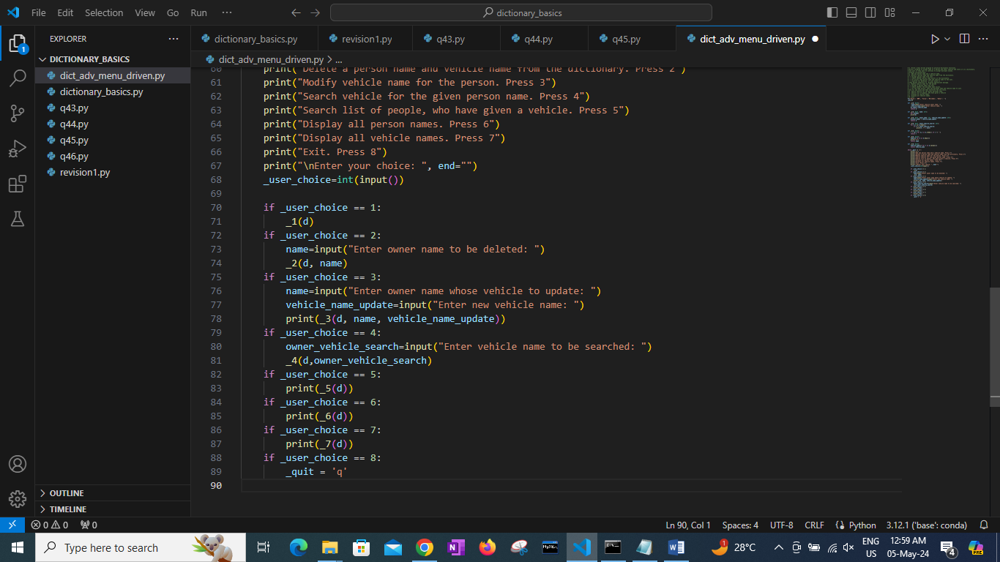 File Edit Selection View Go Run ··· dictionary_basics
EXPLORER ···
DICTIONARY_BASICS
dict_adv_menu_driven.py
dictionary_basics.py
q43.py
q44.py
q45.py
q46.py
revision1.py
OUTLINE
TIMELINE
1
dictionary_basics.py revision1.py q43.py q44.py q45.py dict_adv_menu_driven.py
dict_adv_menu_driven.py > ...
60 print("Delete a person name and vehicle name from the dictionary. Press 2")
61 print("Modify vehicle name for the person. Press 3")
62 print("Search vehicle for the given person name. Press 4")
63 print("Search list of people, who have given a vehicle. Press 5")
64 print("Display all person names. Press 6")
65 print("Display all vehicle names. Press 7")
66 print("Exit. Press 8")
67 print("\nEnter your choice: ", end="")
68 _user_choice=int(input())
69
70 if _user_choice == 1:
71 _1(d)
72 if _user_choice == 2:
73 name=input("Enter owner name to be deleted: ")
74 _2(d, name)
75 if _user_choice == 3:
76 name=input("Enter owner name whose vehicle to update: ")
77 vehicle_name_update=input("Enter new vehicle name: ")
78 print(_3(d, name, vehicle_name_update))
79 if _user_choice == 4:
80 owner_vehicle_search=input("Enter vehicle name to be searched: ")
81 _4(d,owner_vehicle_search)
82 if _user_choice == 5:
83 print(_5(d))
84 if _user_choice == 6:
85 print(_6(d))
86 if _user_choice == 7:
87 print(_7(d))
88 if _user_choice == 8:
89 _quit = 'q'
90
0 0 0 Ln 90, Col 1 Spaces: 4 UTF-8 CRLF Python 3.12.1 ('base': conda)
Type here to search 1 28°C ENG US 12:59 AM 05-May-24 4 PRE